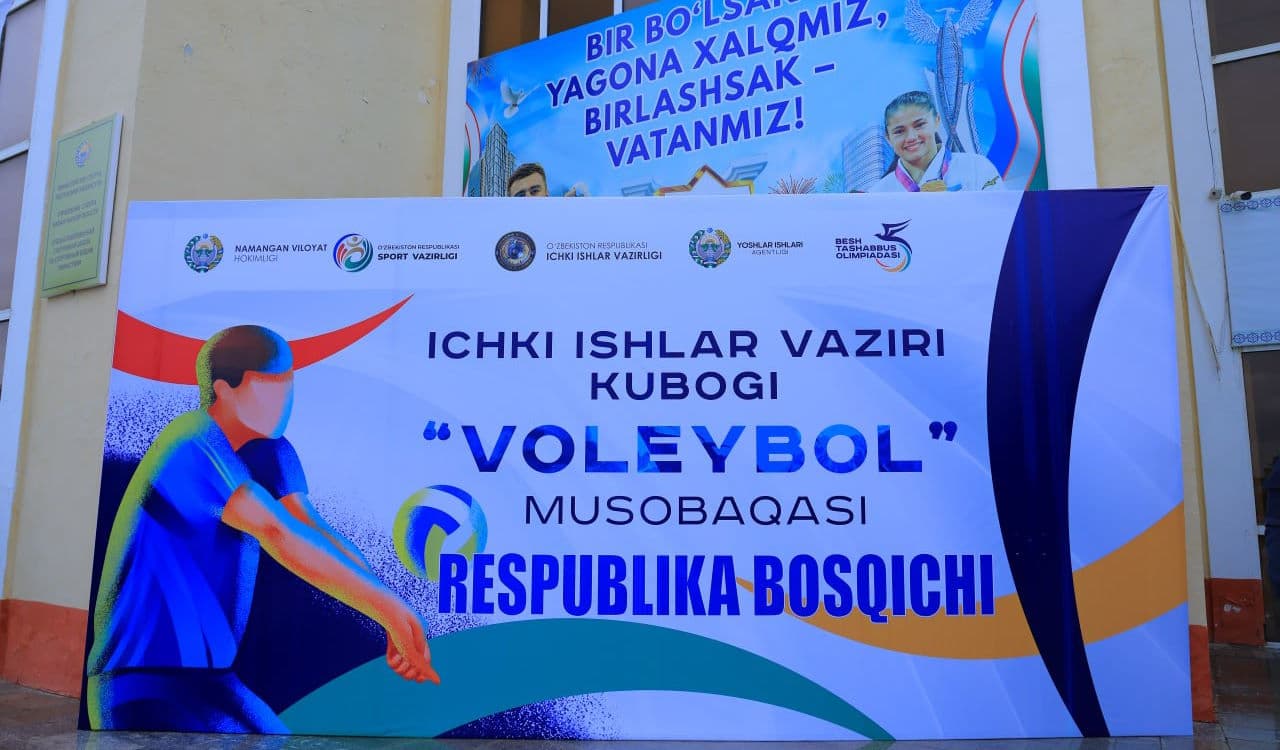 BIR BO‘LSAK
YAGONA XALQMIZ,
BIRLASHSAK –
VATANMIZ!
NAMANGAN VILOYAT
HOKIMLIGI
O‘ZBEKISTON RESPUBLIKASI
SPORT VAZIRLIGI
O‘ZBEKISTON RESPUBLIKASI
ICHKI ISHLAR VAZIRLIGI
YOSHLAR ISHLARI
AGENTLIGI
BESH
TASHABBUS
OLIMPIADASI
ICHKI ISHLAR VAZIRI
KUBOGI
“VOLEYBOL”
MUSOBAQASI
RESPUBLIKA BOSQICHI